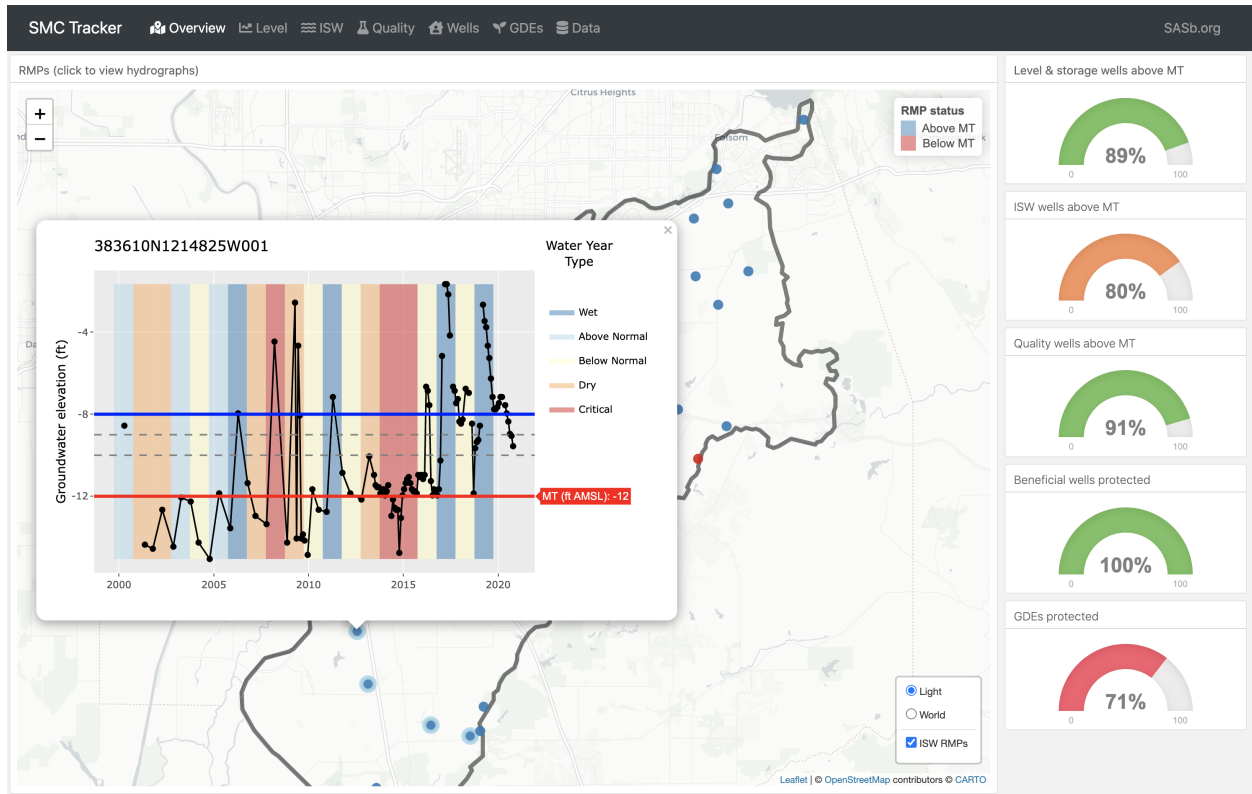 SMC Tracker Overview Level ISW Quality Wells GDEs Data SASb.org
RMPs (click to view hydrographs)
+
−
Citrus Heights
Folsom
RMP status
Above MT
Below MT
×
383610N1214825W001
Water Year
Type
Wet
Above Normal
Below Normal
Dry
Critical
Groundwater elevation (ft)
-4
-8
-12
MT (ft AMSL): -12
2000 2005 2010 2015 2020
Light
World
ISW RMPs
Leaflet | © OpenStreetMap contributors © CARTO
Level & storage wells above MT
89%
0 100
ISW wells above MT
80%
0 100
Quality wells above MT
91%
0 100
Beneficial wells protected
100%
0 100
GDEs protected
71%
0 100